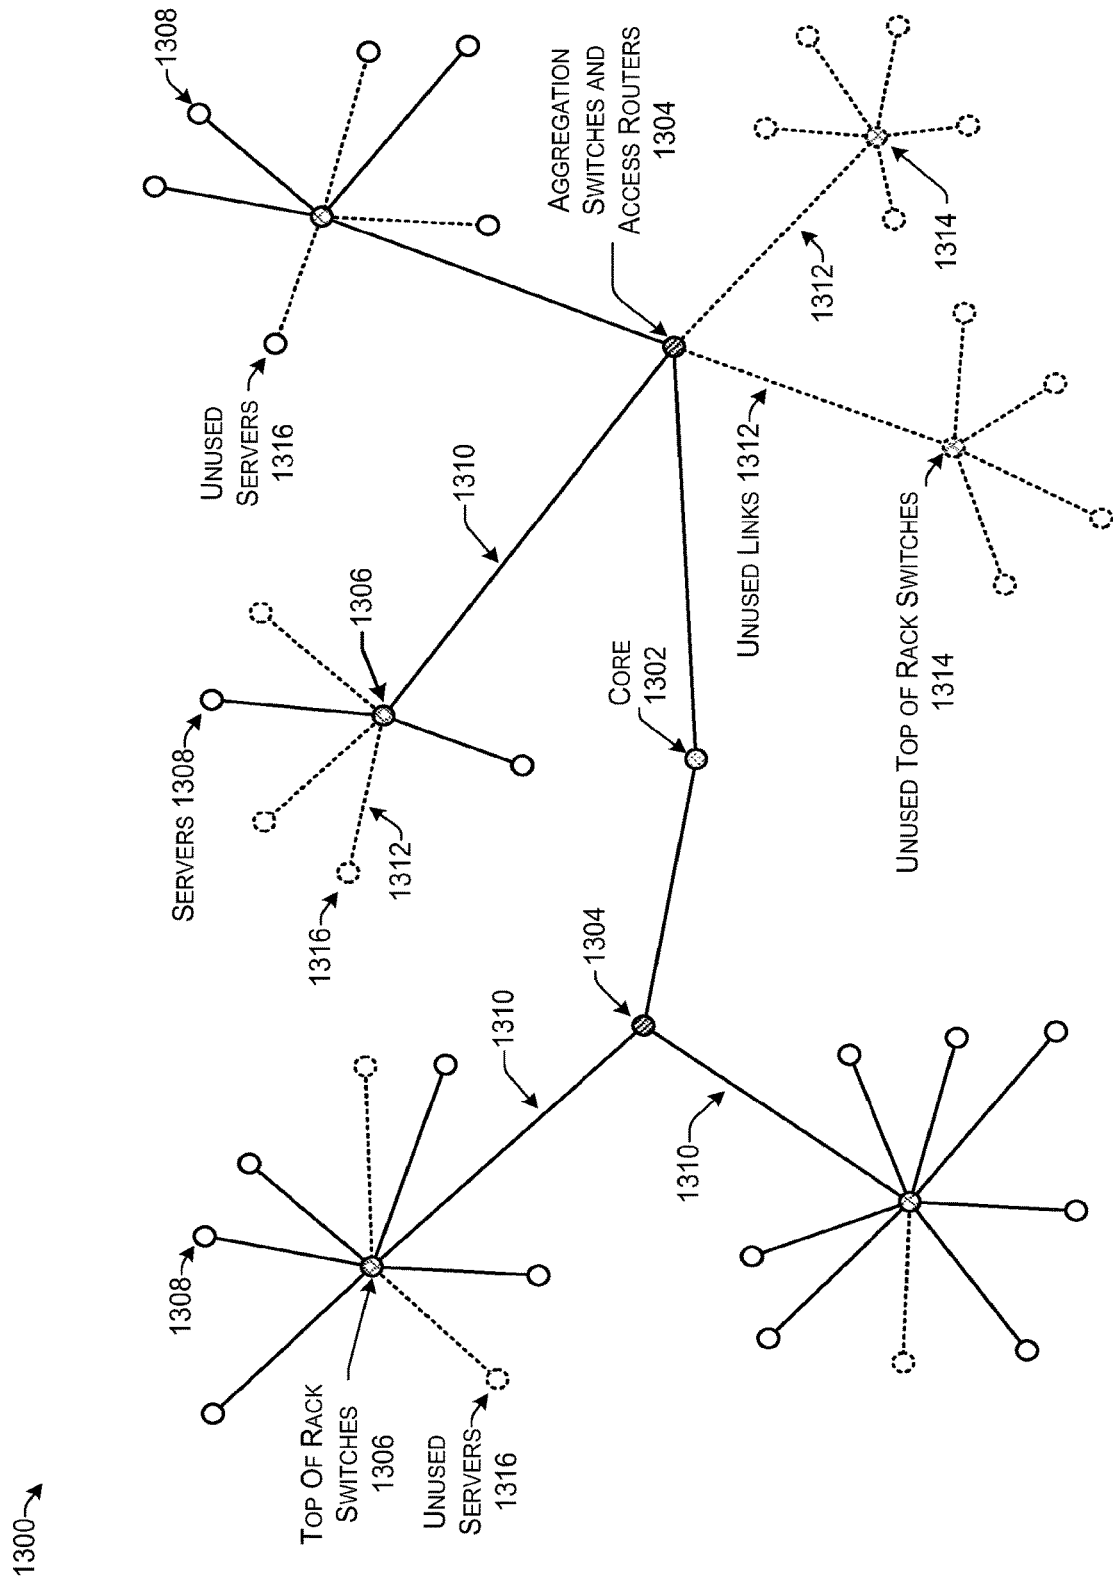 1300
1308
SERVERS 1308
1308
UNUSED
SERVERS
1316
TOP OF RACK
SWITCHES
1306
1316
1306
1312
UNUSED
SERVERS
1316
1310
1310
AGGREGATION
SWITCHES AND
ACCESS ROUTERS
1304
1304
CORE
1302
1310
UNUSED LINKS 1312
1312
UNUSED TOP OF RACK SWITCHES
1314
1314